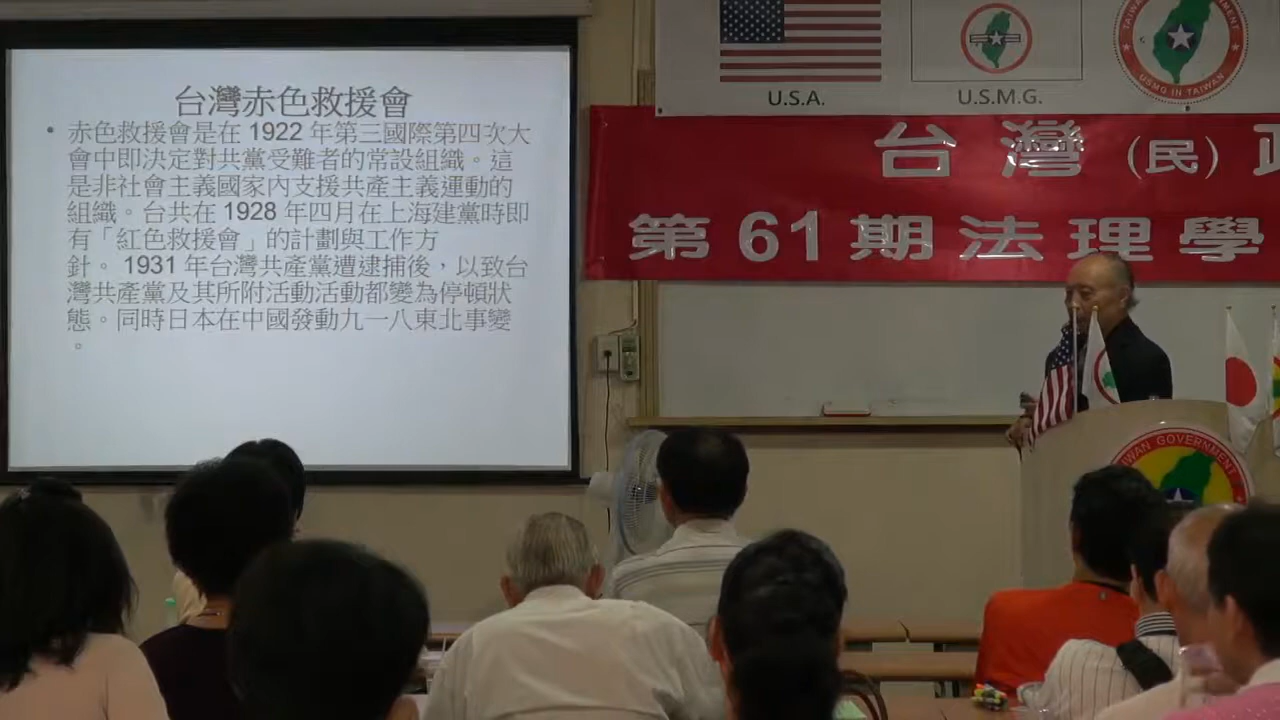 台灣赤色救援會
• 赤色救援會是在 1922 年第三國際第四次大
會中即決定對共黨受難者的常設組織。這
是非社會主義國家內支援共產主義運動的
組織。台共在 1928 年四月在上海建黨時即
有「紅色救援會」的計劃與工作方
針。 1931 年台灣共產黨遭逮捕後，以致台
灣共產黨及其所附活動活動都變為停頓狀
態。同時日本在中國發動九一八東北事變
。
U.S.A.
U.S.M.G.
USMG IN TAIWAN
台灣(民)
第61期法理學
WAN GOVERNMENT